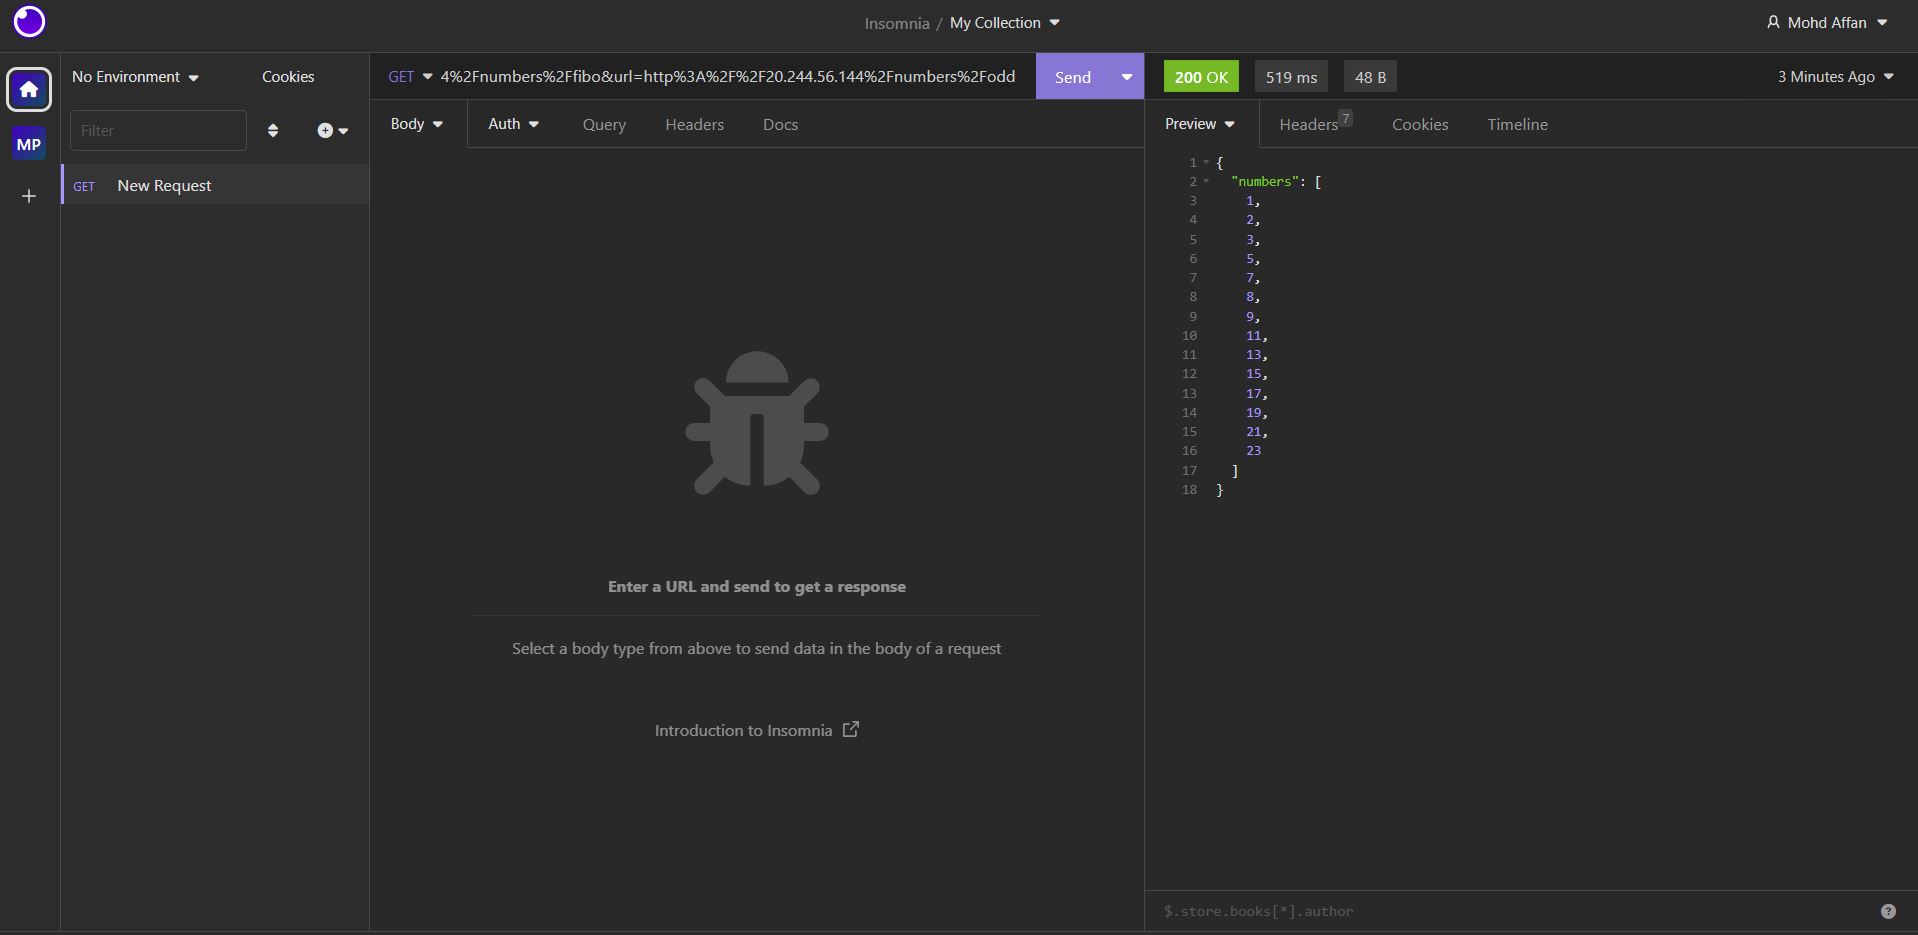 Insomnia / My Collection
Mohd Affan
No Environment
Cookies
GET 4%2Fnumbers%2Ffibo&url=http%3A%2F%2F20.244.56.144%2Fnumbers%2Fodd
Send
200 OK
519 ms
48 B
3 Minutes Ago
MP
Filter
GET New Request
Body
Auth
Query
Headers
Docs
Enter a URL and send to get a response
Select a body type from above to send data in the body of a request
Introduction to Insomnia
Preview
Headers 7
Cookies
Timeline
1 {
2 "numbers": [
3 1,
4 2,
5 3,
6 5,
7 7,
8 8,
9 9,
10 11,
11 13,
12 15,
13 17,
14 19,
15 21,
16 23
17 ]
18 }
$.store.books[*].author
?